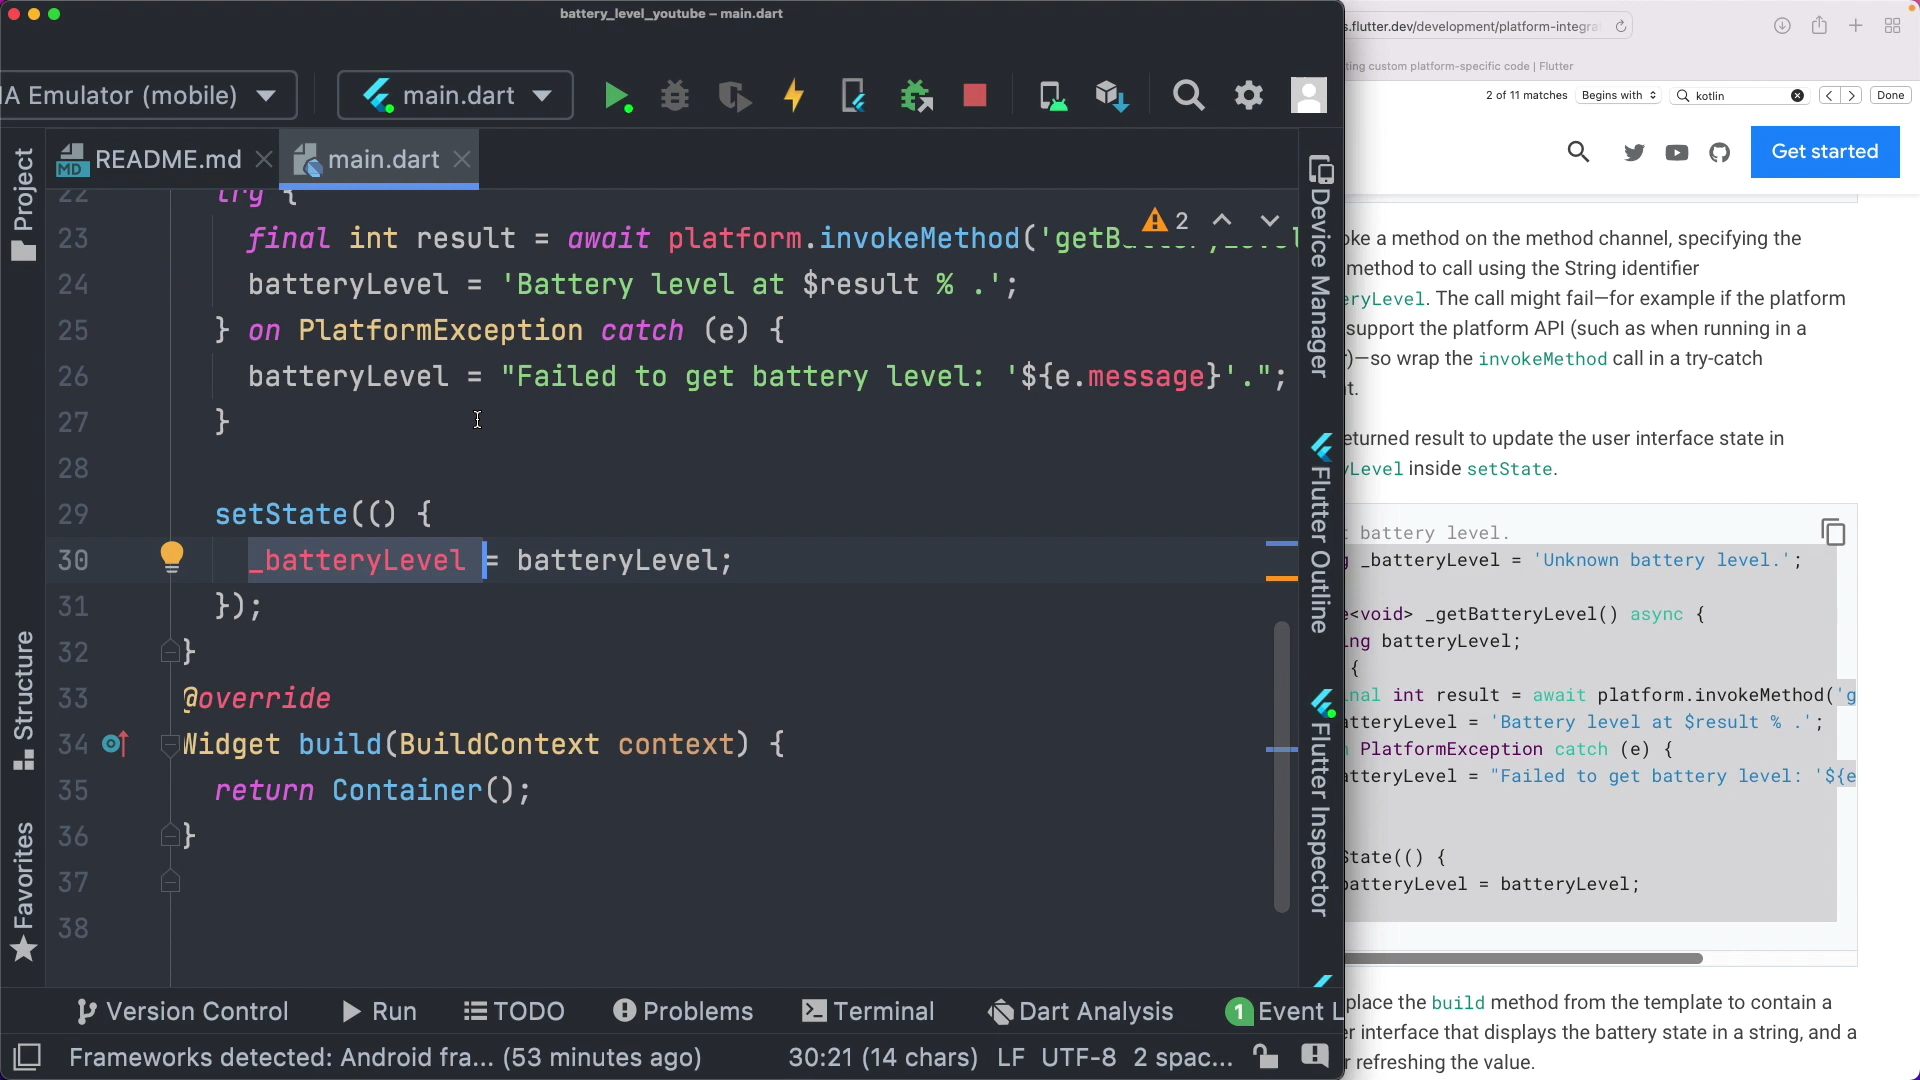 battery_level_youtube – main.dart
s.flutter.dev/development/platform-integra
ting custom platform-specific code | Flutter
IA Emulator (mobile)
main.dart
2 of 11 matches
Begins with
kotlin
Done
README.md
main.dart
Get started
Project
Structure
Favorites
Device Manager
Flutter Outline
Flutter Inspector
22 try {
2
23 final int result = await platform.invokeMethod('getBatteryLevel
24 batteryLevel = 'Battery level at $result % .';
25 } on PlatformException catch (e) {
26 batteryLevel = "Failed to get battery level: '${e.message}'.";
27 }
28
29 setState(() {
30 _batteryLevel = batteryLevel;
31 });
32 }
33 @override
34 Widget build(BuildContext context) {
35 return Container();
36 }
37
38
oke a method on the method channel, specifying the
method to call using the String identifier
eryLevel. The call might fail—for example if the platform
support the platform API (such as when running in a
r)—so wrap the invokeMethod call in a try-catch
t.
eturned result to update the user interface state in
yLevel inside setState.
t battery level.
g _batteryLevel = 'Unknown battery level.';
e<void> _getBatteryLevel() async {
ing batteryLevel;
{
inal int result = await platform.invokeMethod('g
atteryLevel = 'Battery level at $result % .';
n PlatformException catch (e) {
atteryLevel = "Failed to get battery level: '${e
State(() {
batteryLevel = batteryLevel;
place the build method from the template to contain a
er interface that displays the battery state in a string, and a
r refreshing the value.
Version Control
Run
TODO
Problems
Terminal
Dart Analysis
1 Event L
Frameworks detected: Android fra... (53 minutes ago)
30:21 (14 chars)
LF
UTF-8
2 spac...